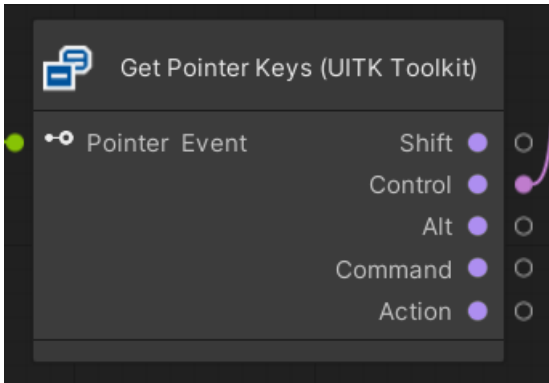 Get Pointer Keys (UITK Toolkit)
Pointer Event Shift
Control
Alt
Command
Action